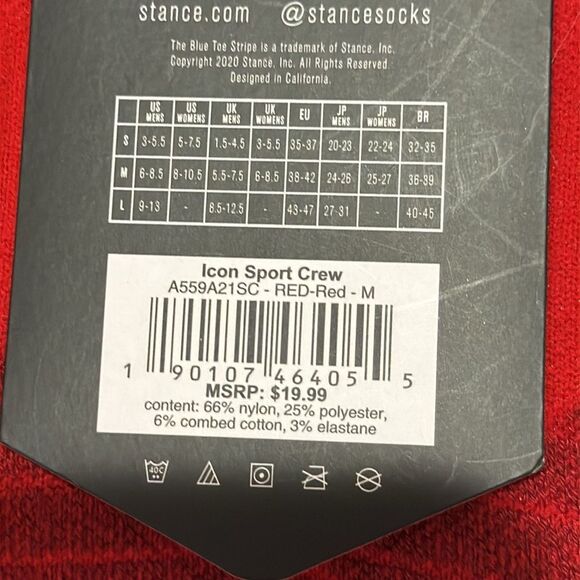 stance.com @stancesocks
The Blue Toe Stripe is a trademark of Stance, Inc.
Copyright 2020 Stance, Inc. All Rights Reserved.
Designed in California.
US MENS US WOMENS UK MENS UK WOMENS EU JP MENS JP WOMENS BR
S 3-5.5 5-7.5 1.5-4.5 3-5.5 35-37 20-23 22-24 32-35
M 6-8.5 8-10.5 5.5-7.5 6-8.5 38-42 24-26 25-27 36-39
L 9-13 - 8.5-12.5 - 43-47 27-31 - 40-45
Icon Sport Crew
A559A21SC - RED-Red - M
1 90107 46405 5
MSRP: $19.99
content: 66% nylon, 25% polyester,
6% combed cotton, 3% elastane
40C